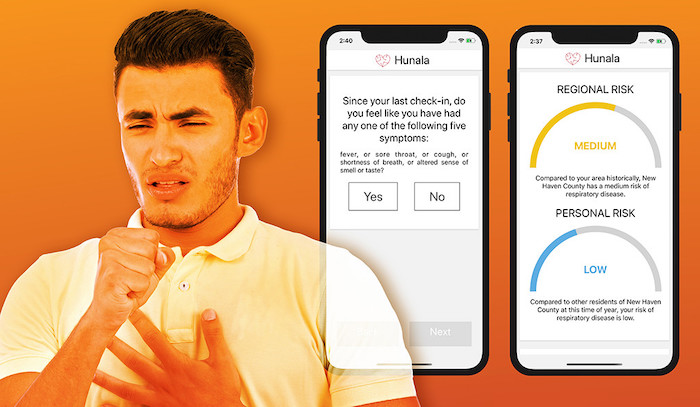 2:40
Hunala
Since your last check-in, do
you feel like you have had
any one of the following five
symptoms:
fever, or sore throat, or cough, or
shortness of breath, or altered sense of
smell or taste?
Yes No
Next
2:37
Hunala
REGIONAL RISK
MEDIUM
Compared to your area historically, New
Haven County has a medium risk of
respiratory disease.
PERSONAL RISK
LOW
Compared to other residents of New Haven
County at this time of year, your risk of
respiratory disease is low.